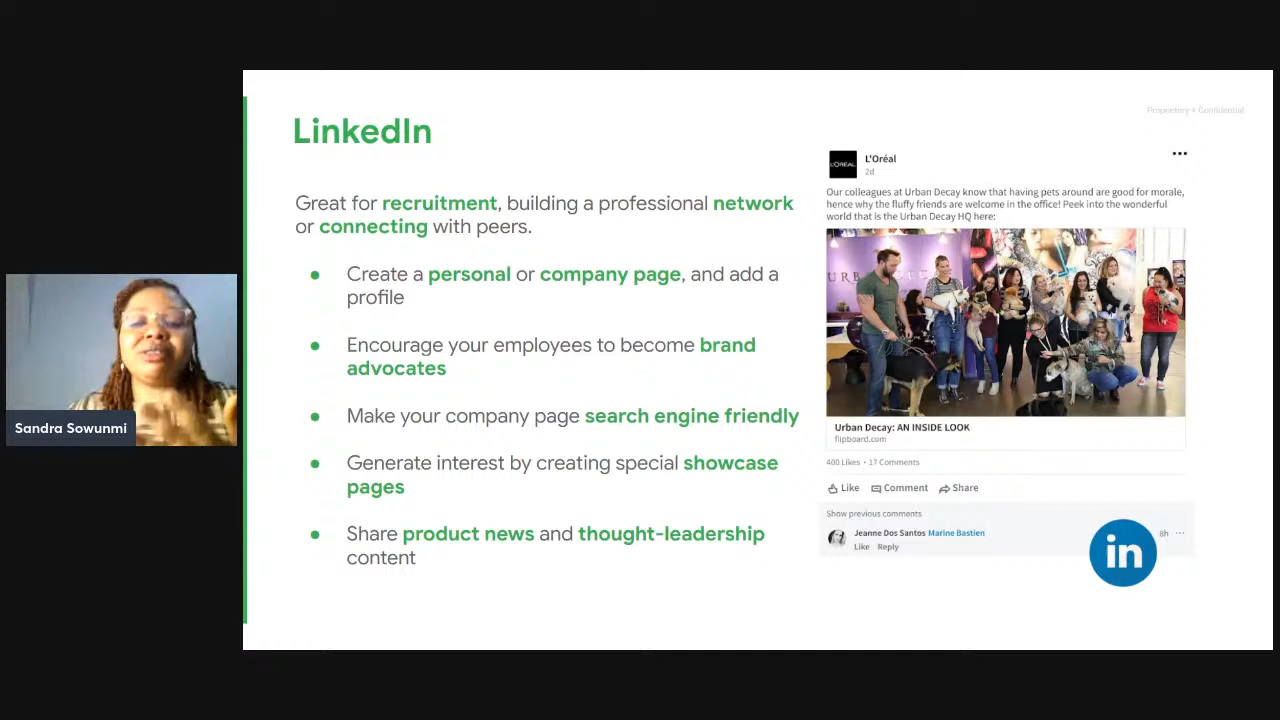 Proprietary + Confidential
LinkedIn
Great for recruitment, building a professional network
or connecting with peers.
● Create a personal or company page, and add a
profile
● Encourage your employees to become brand
advocates
● Make your company page search engine friendly
● Generate interest by creating special showcase
pages
● Share product news and thought-leadership
content
L'ORÉAL
L'Oréal
2d
Our colleagues at Urban Decay know that having pets around are good for morale,
hence why the fluffy friends are welcome in the office! Peek into the wonderful
world that is the Urban Decay HQ here:
Urban Decay: AN INSIDE LOOK
flipboard.com
400 Likes • 17 Comments
Like Comment Share
Show previous comments
Jeanne Dos Santos Marine Bastien 8h
Like Reply
in
Sandra Sowunmi